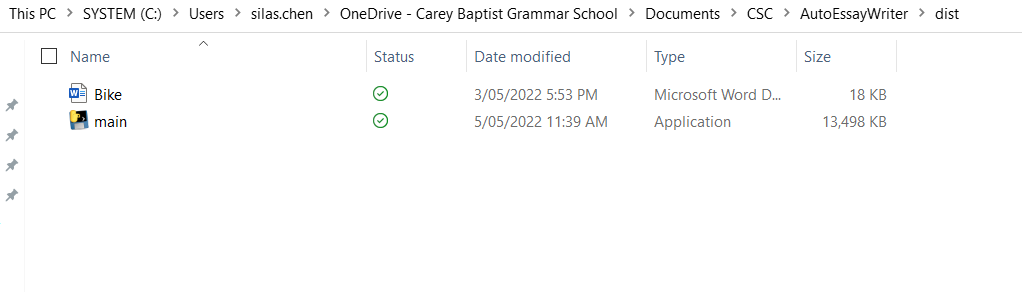 This PC > SYSTEM (C:) > Users > silas.chen > OneDrive - Carey Baptist Grammar School > Documents > CSC > AutoEssayWriter > dist
Name Status Date modified Type Size
Bike 3/05/2022 5:53 PM Microsoft Word D... 18 KB
main 5/05/2022 11:39 AM Application 13,498 KB